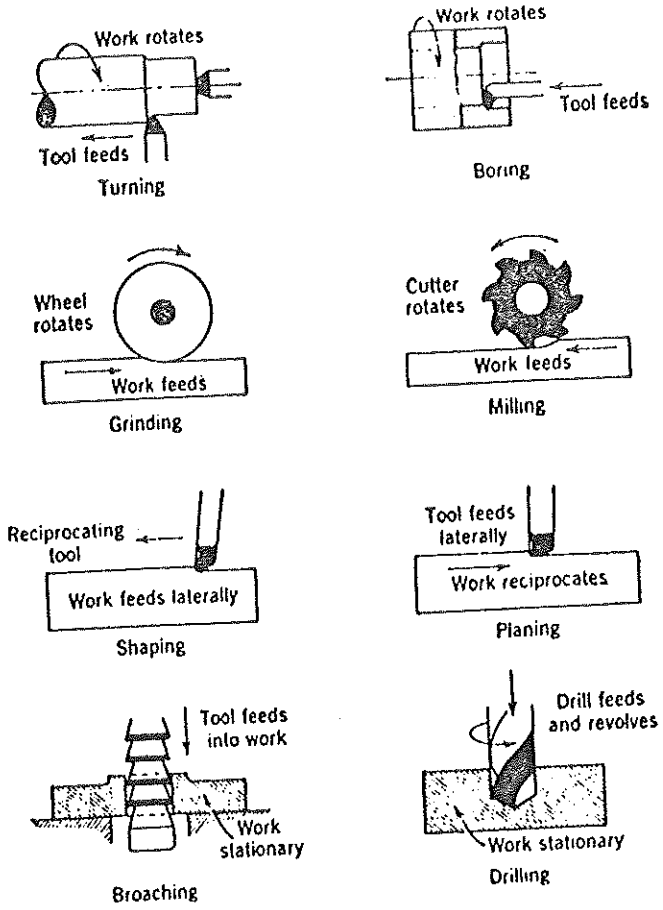 Work rotates
Tool feeds
Turning
Work rotates
Tool feeds
Boring
Wheel
rotates
Work feeds
Grinding
Cutter
rotates
Work feeds
Milling
Reciprocating
tool
Work feeds laterally
Shaping
Tool feeds
laterally
Work reciprocates
Planing
Tool feeds
into work
Work
stationary
Broaching
Drill feeds
and revolves
Work stationary
Drilling